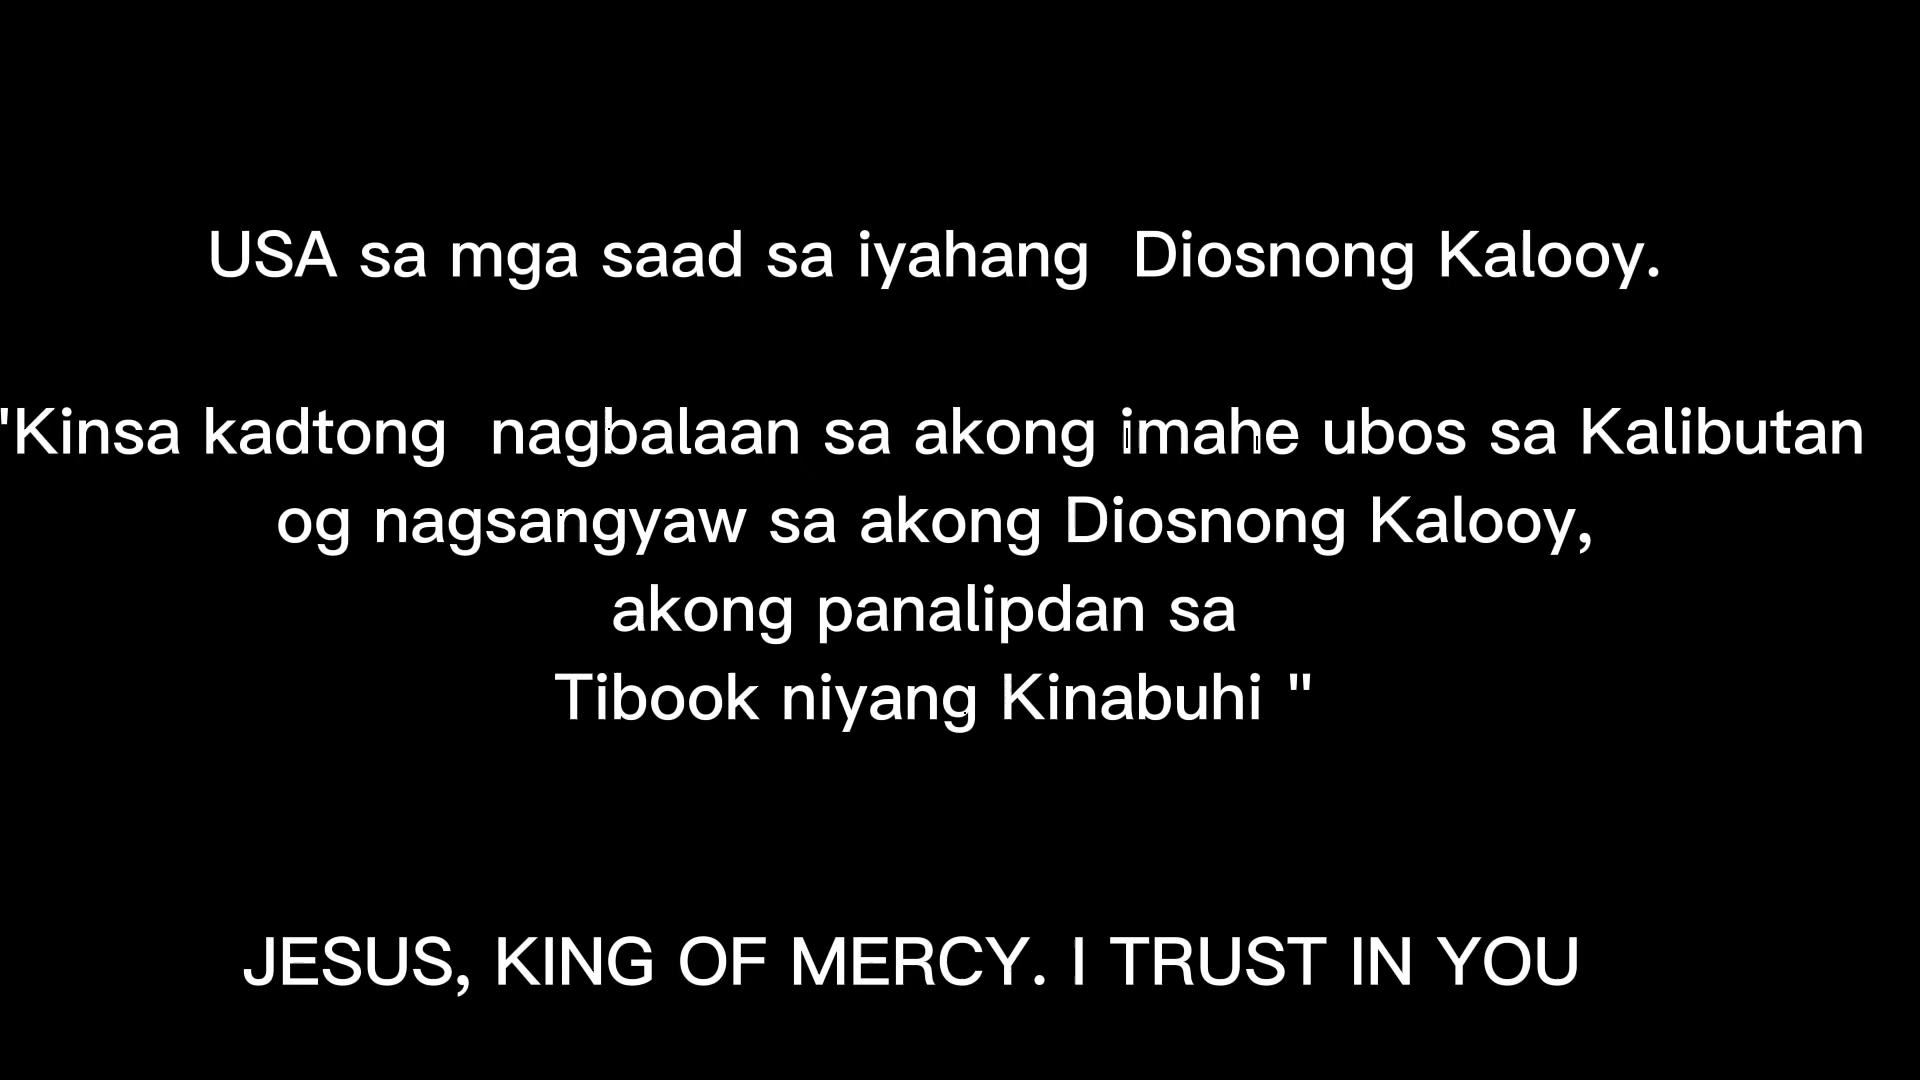 USA sa mga saad sa iyahang  Diosnong Kalooy.
"Kinsa kadtong  nagbalaan sa akong imahe ubos sa Kalibutan
og nagsangyaw sa akong Diosnong Kalooy,
akong panalipdan sa
Tibook niyang Kinabuhi "
JESUS, KING OF MERCY. I TRUST IN YOU